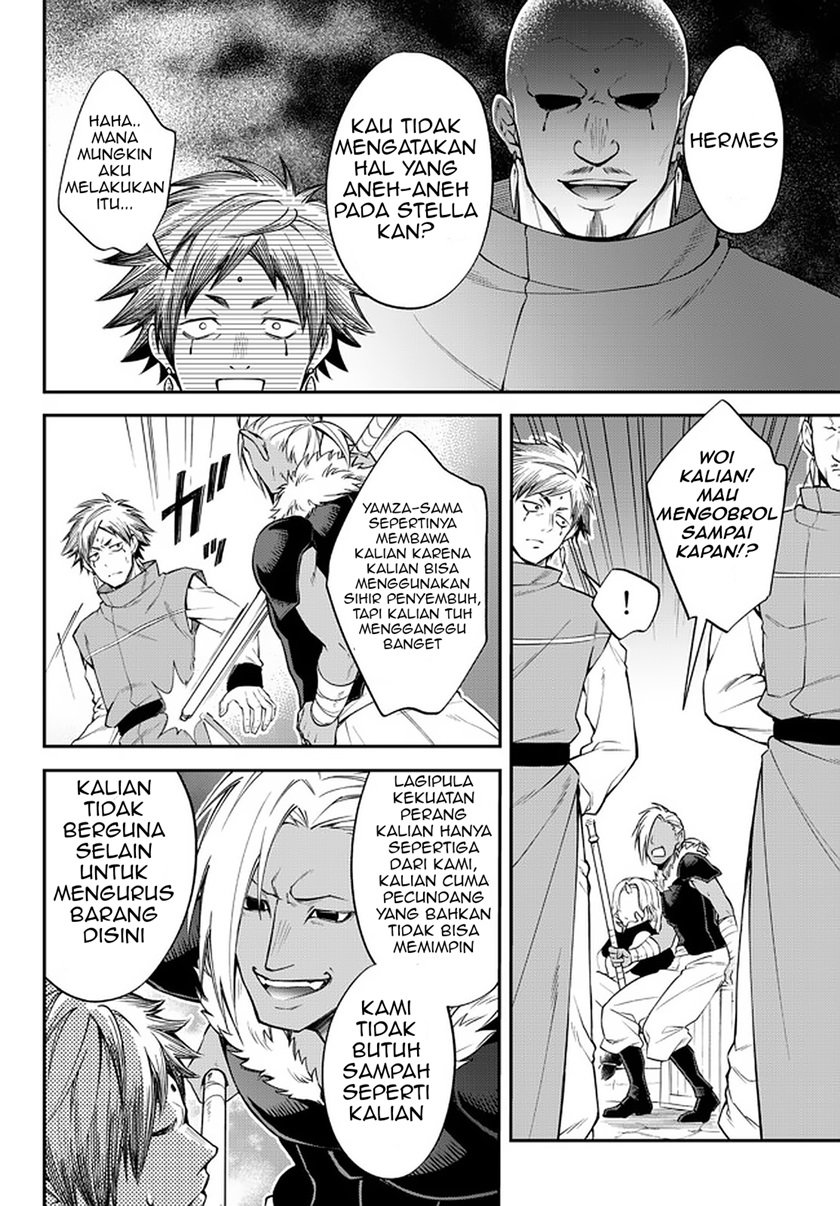 HERMES
KAU TIDAK
MENGATAKAN
HAL YANG
ANEH-ANEH
PADA STELLA
KAN?
HAHA..
MANA
MUNGKIN
AKU
MELAKUKAN
ITU...
WOI
KALIAN!
MAU
MENGOBROL
SAMPAI
KAPAN!?
!
YAMZA-SAMA
SEPERTINYA
MEMBAWA
KALIAN KARENA
KALIAN BISA
MENGGUNAKAN
SIHIR PENYEMBUH,
TAPI KALIAN TUH
MENGGANGGU
BANGET
ガッ
LAGIPULA
KEKUATAN
PERANG
KALIAN HANYA
SEPERTIGA
DARI KAMI,
KALIAN CUMA
PECUNDANG
YANG BAHKAN
TIDAK BISA
MEMIMPIN
KAMI
TIDAK
BUTUH
SAMPAH
SEPERTI
KALIAN
KALIAN
TIDAK
BERGUNA
SELAIN
UNTUK
MENGURUS
BARANG
DISINI